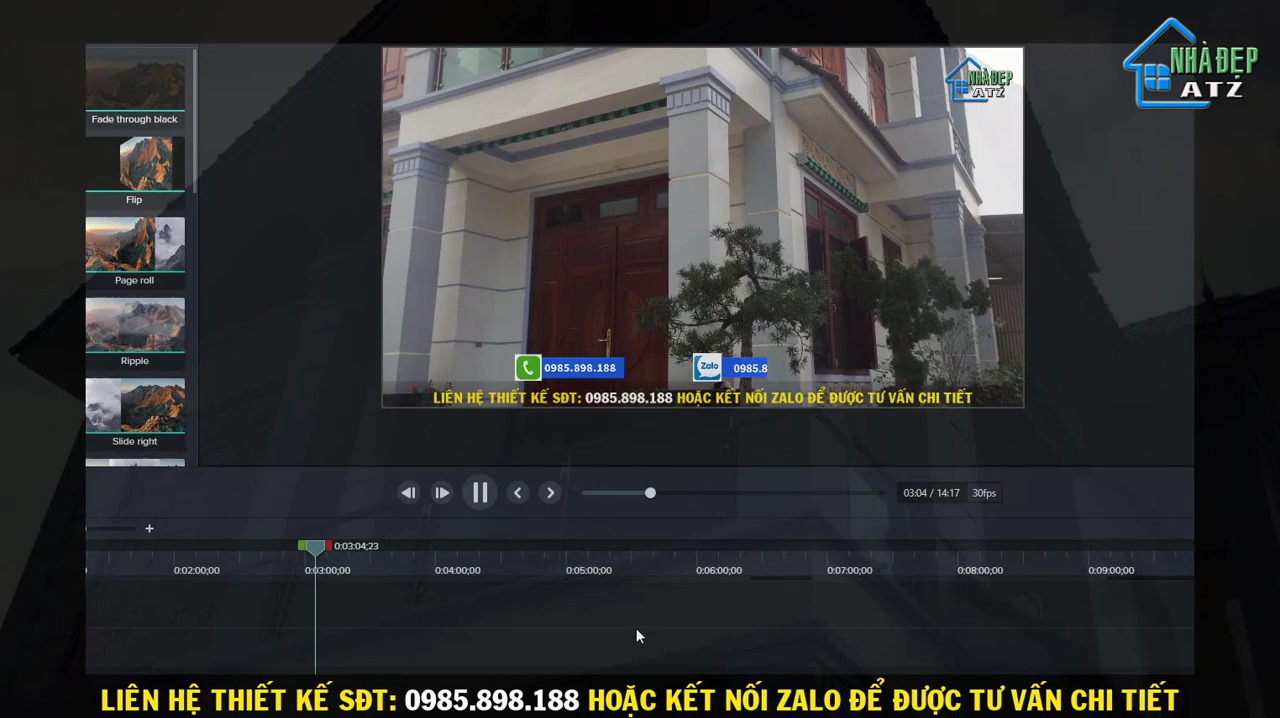 NHÀ ĐẸP
ATZ
Fade through black
Flip
Page roll
Ripple
Slide right
NHÀ ĐẸP
ATZ
0985.898.188
Zalo
0985.8
LIÊN HỆ THIẾT KẾ SĐT: 0985.898.188 HOẶC KẾT NỐI ZALO ĐỂ ĐƯỢC TƯ VẤN CHI TIẾT
03:04 / 14:17
30fps
+
0:03:04;23
0:02:00;00
0:03:00;00
0:04:00;00
0:05:00;00
0:06:00;00
0:07:00;00
0:08:00;00
0:09:00;00
LIÊN HỆ THIẾT KẾ SĐT: 0985.898.188 HOẶC KẾT NỐI ZALO ĐỂ ĐƯỢC TƯ VẤN CHI TIẾT